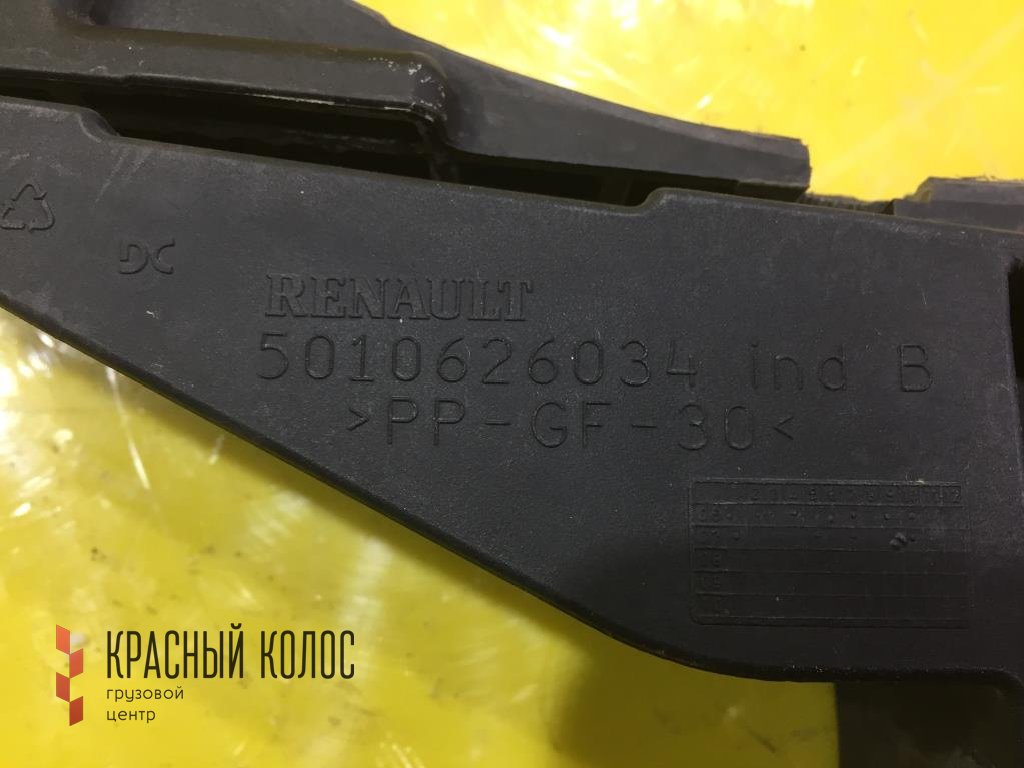 DC
RENAULT
5010626034 ind B
>PP-GF-30<
КРАСНЫЙ КОЛОС
грузовой
центр